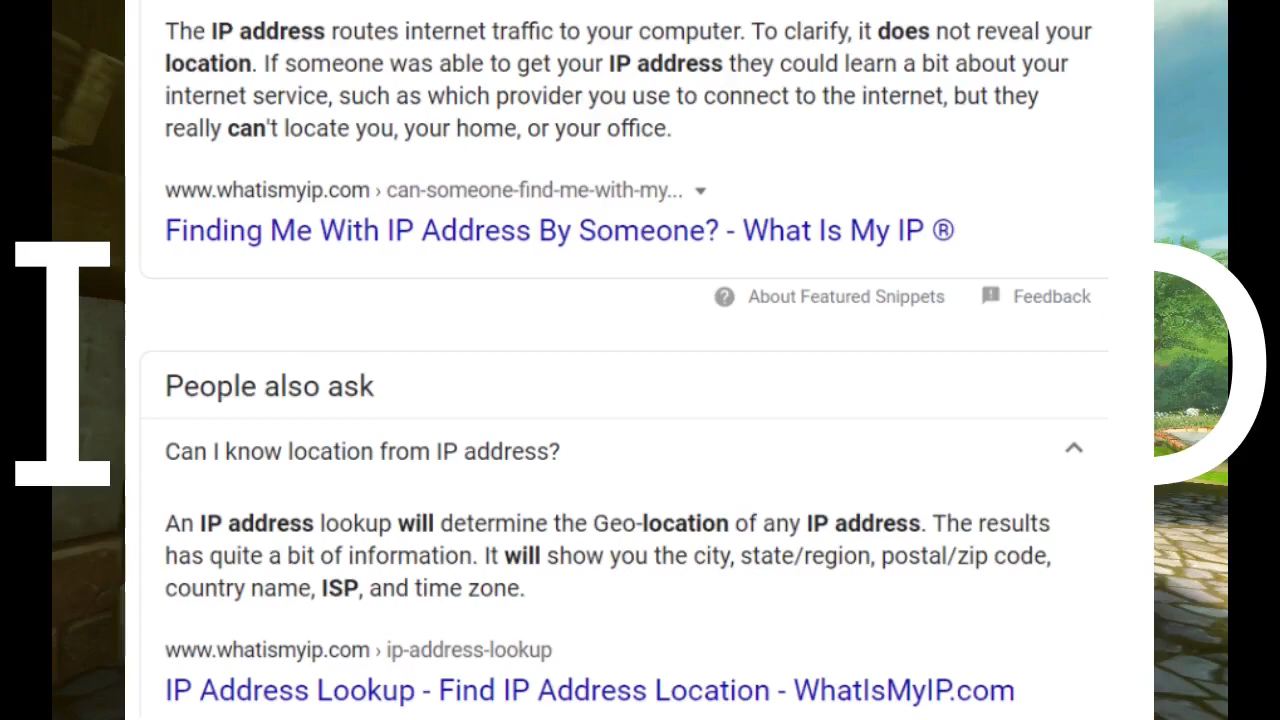 The IP address routes internet traffic to your computer. To clarify, it does not reveal your
location. If someone was able to get your IP address they could learn a bit about your
internet service, such as which provider you use to connect to the internet, but they
really can't locate you, your home, or your office.
www.whatismyip.com › can-someone-find-me-with-my...
Finding Me With IP Address By Someone? - What Is My IP ®
About Featured Snippets Feedback
People also ask
Can I know location from IP address?
An IP address lookup will determine the Geo-location of any IP address. The results
has quite a bit of information. It will show you the city, state/region, postal/zip code,
country name, ISP, and time zone.
www.whatismyip.com › ip-address-lookup
IP Address Lookup - Find IP Address Location - WhatIsMyIP.com